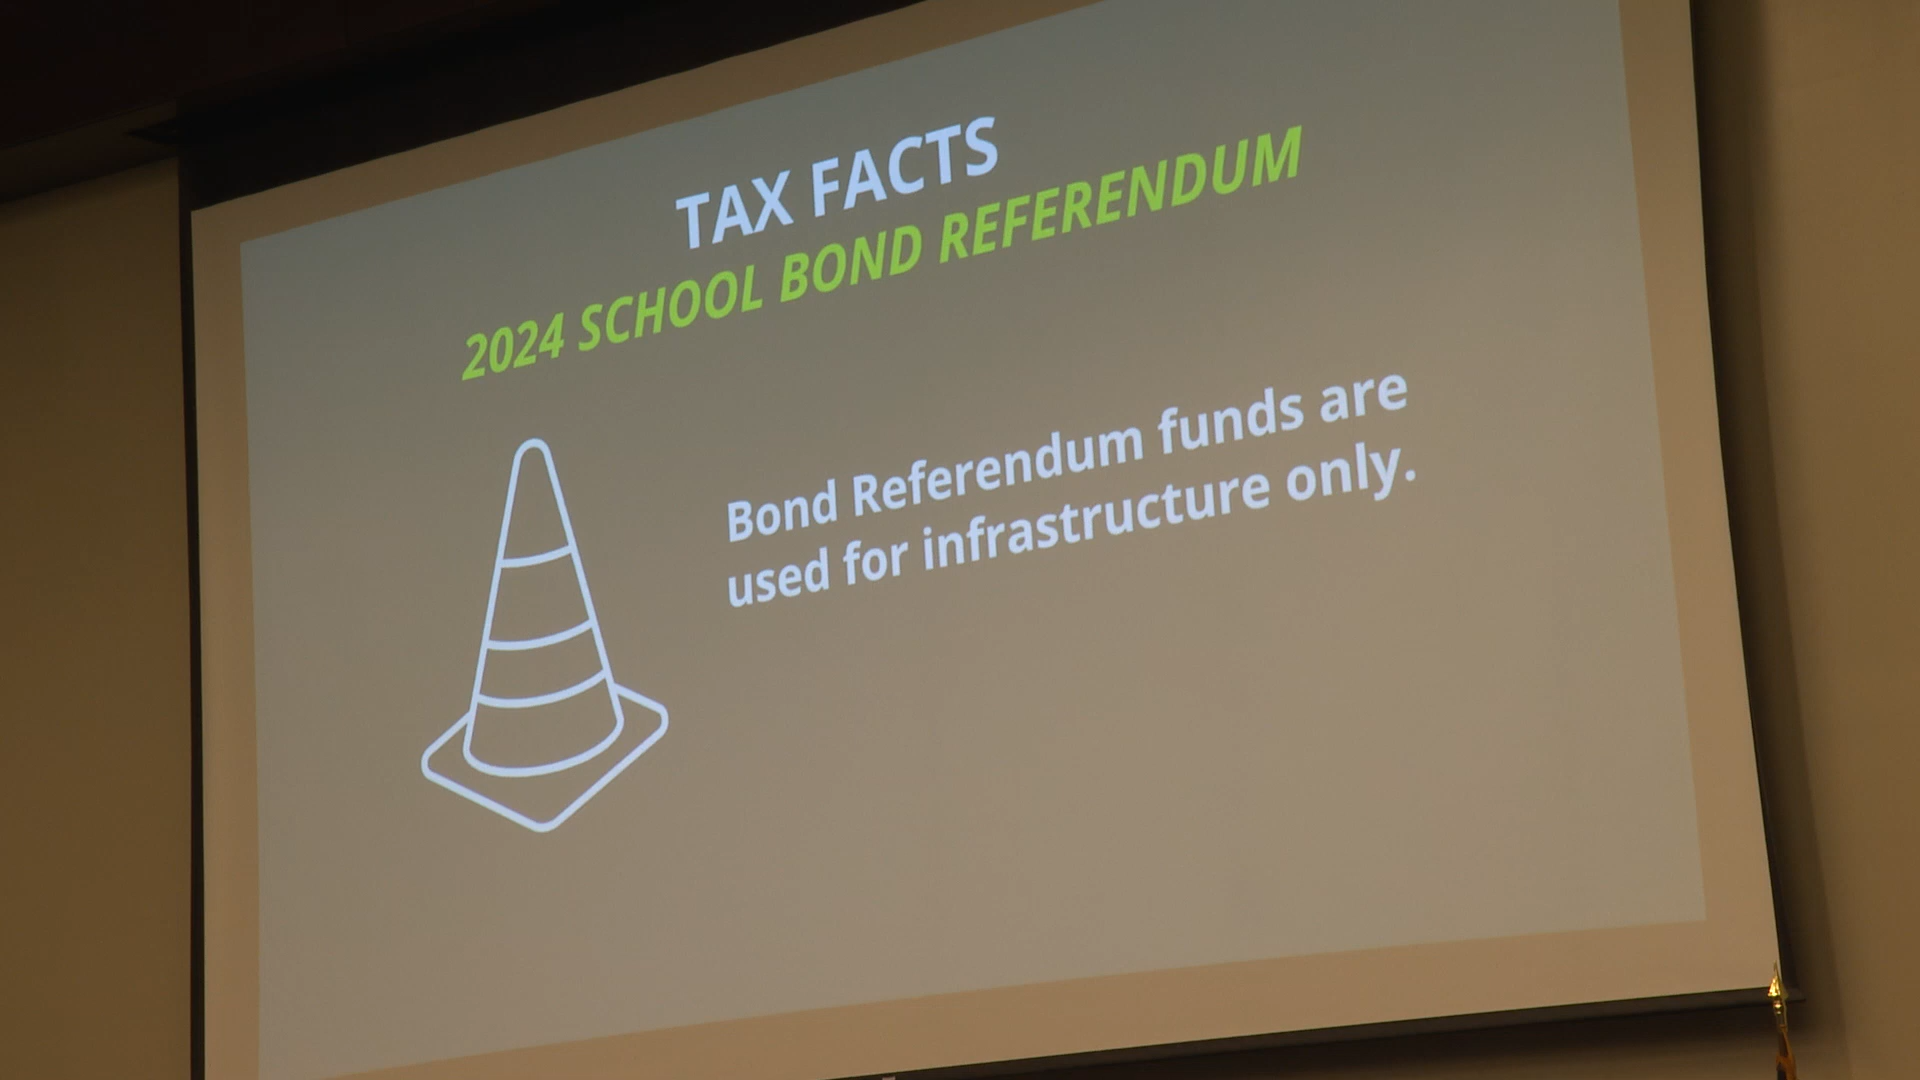 TAX FACTS
2024 SCHOOL BOND REFERENDUM
Bond Referendum funds are
used for infrastructure only.